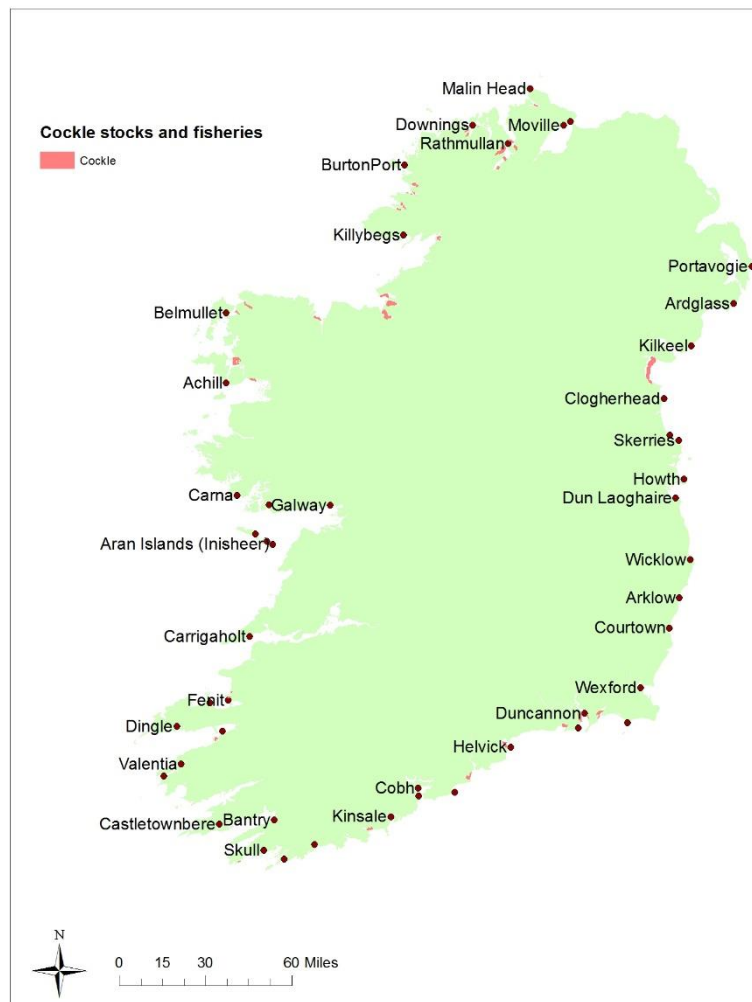 Malin Head
Cockle stocks and fisheries
Cockle
Downings
Moville
Rathmullan
BurtonPort
Killybegs
Portavogie
Ardglass
Belmullet
Kilkeel
Achill
Clogherhead
Skerries
Howth
Carna
Galway
Dun Laoghaire
Aran Islands (Inisheer)
Wicklow
Arklow
Courtown
Carrigaholt
Wexford
Fenit
Duncannon
Dingle
Helvick
Valentia
Cobh
Kinsale
Castletownbere
Bantry
Skull
N
0 15 30 60 Miles